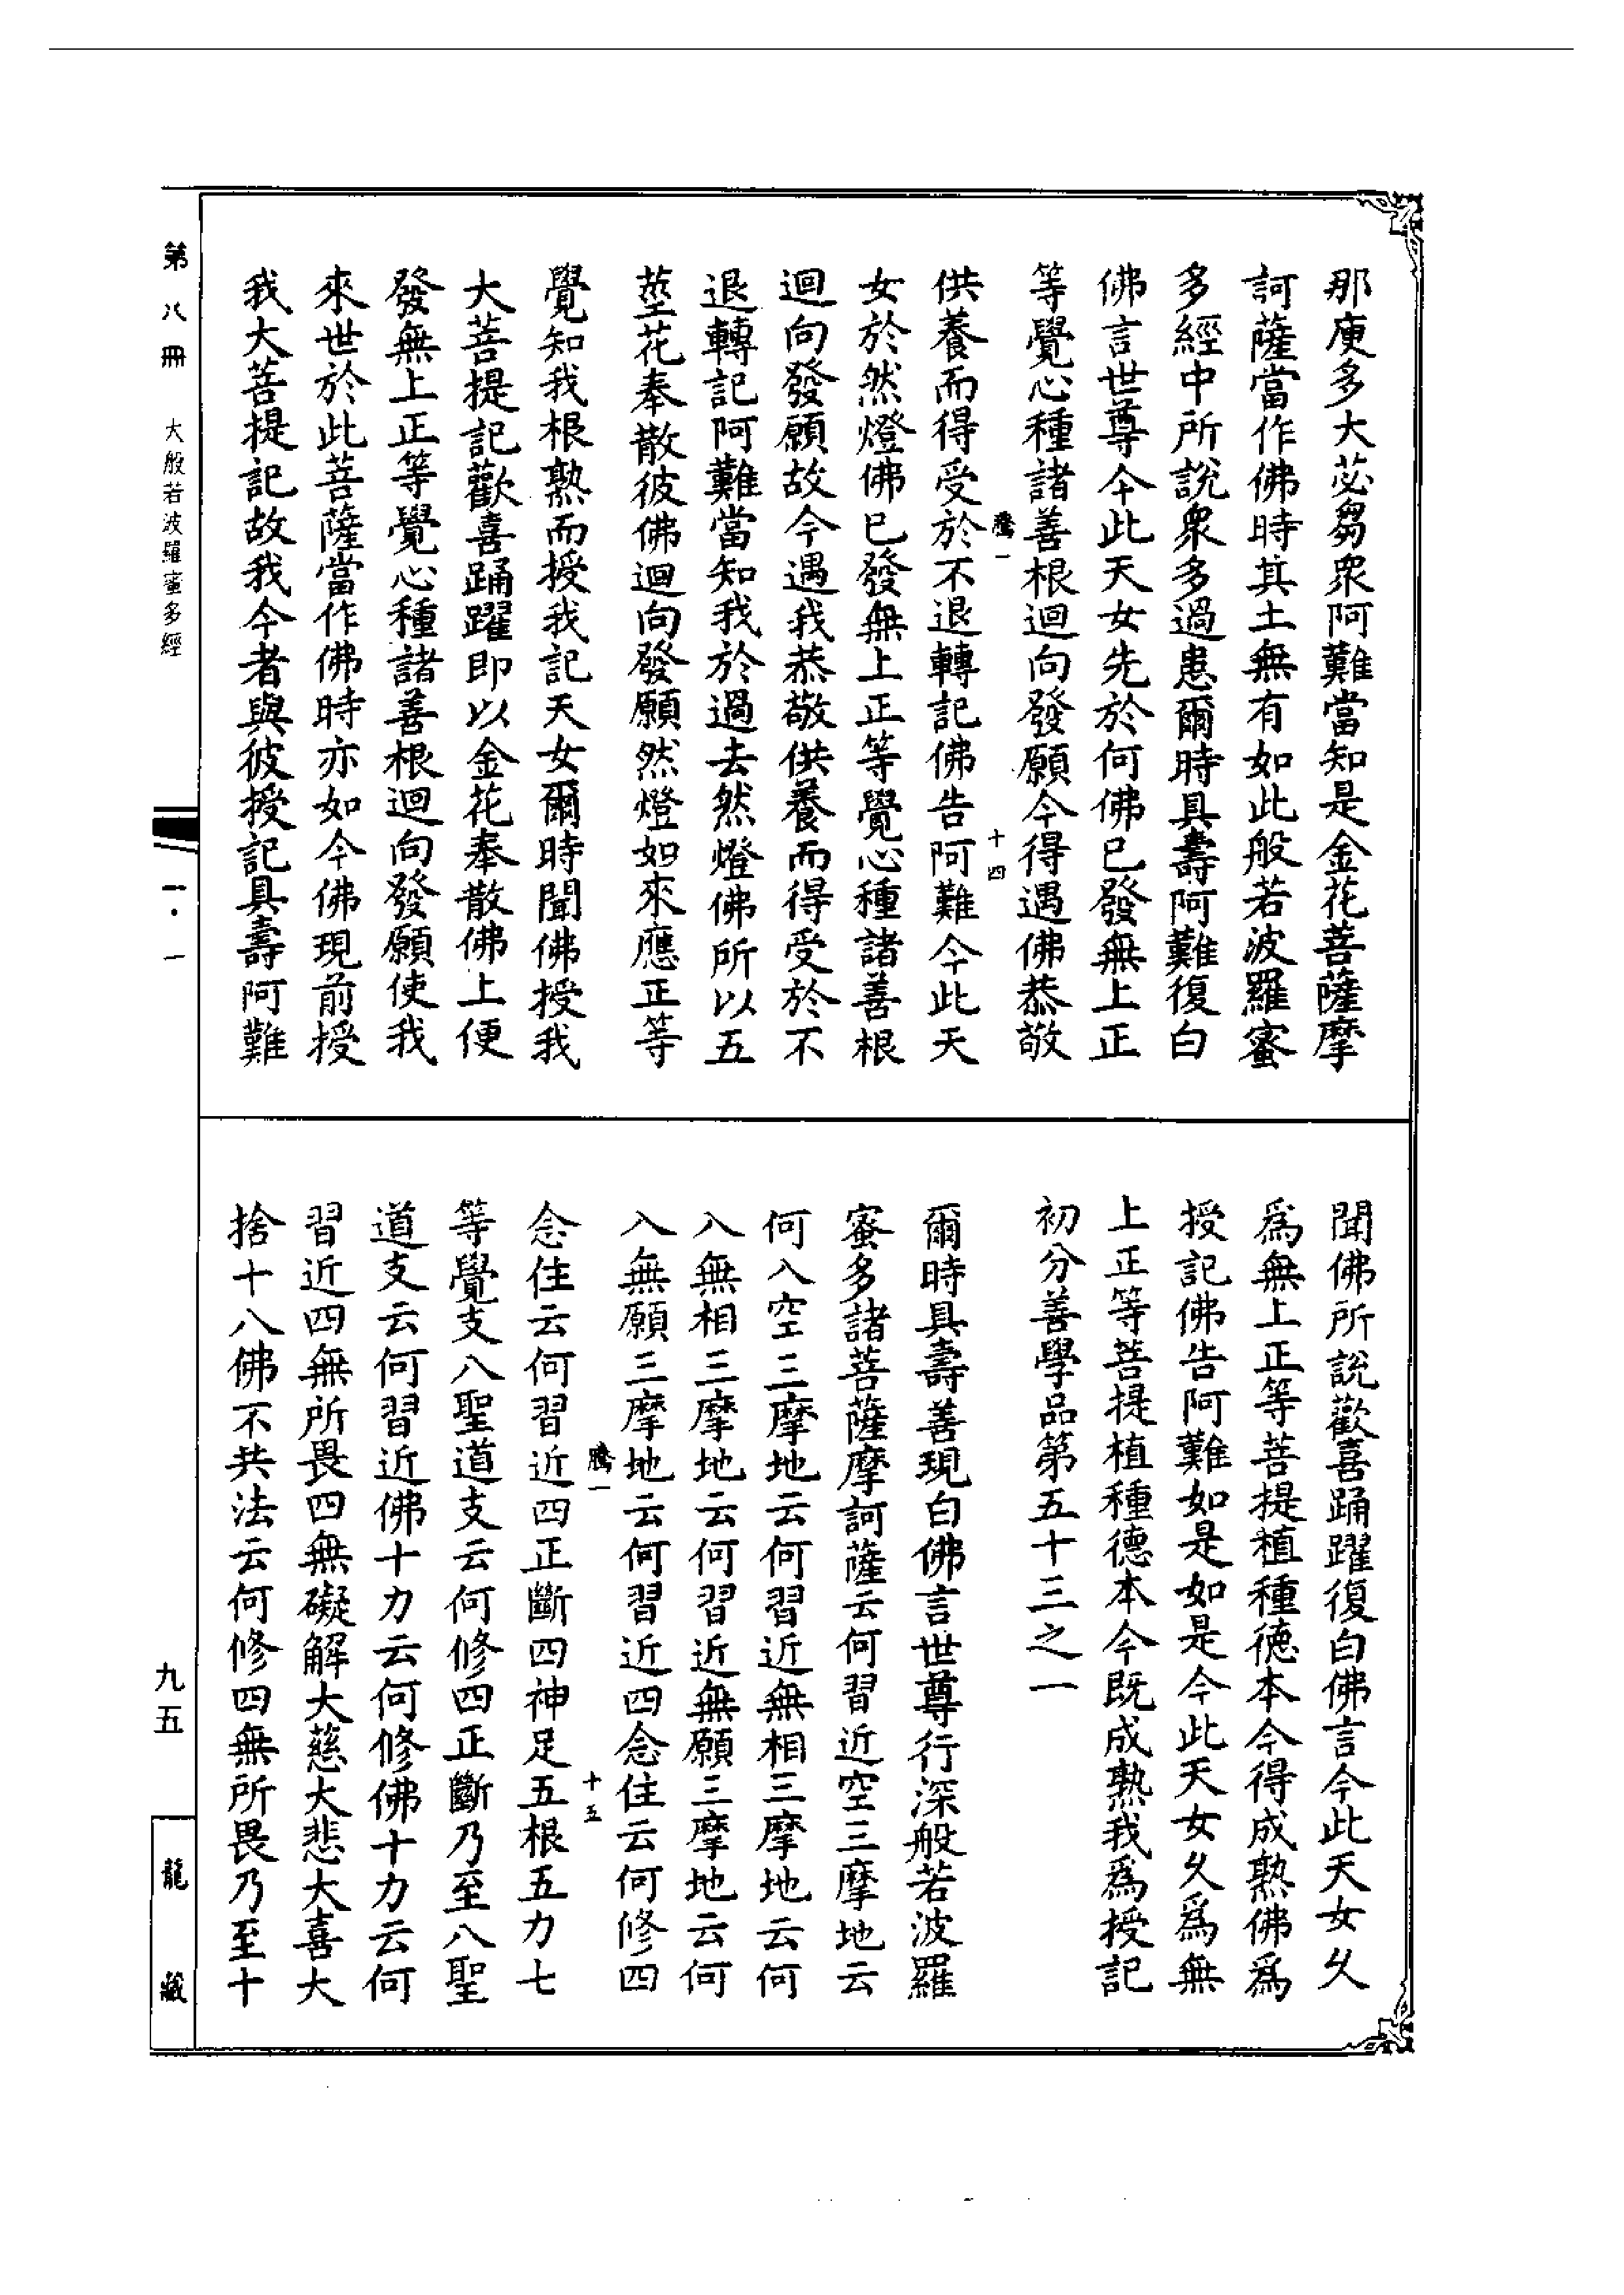 那庾多大苾芻衆阿難當知是金花菩薩摩
訶薩當作佛時其土無有如此般若波羅蜜
多經中所說衆多過患爾時具壽阿難復白
佛言世尊今此天女先於何佛已發無上正
等覺心種諸善根迴向發願今得遇佛恭敬
騰一
十四
供養而得受於不退轉記佛告阿難今此天
女於然燈佛已發無上正等覺心種諸善根
迴向發願故今遇我恭敬供養而得受於不
退轉記阿難當知我於過去然燈佛所以五
莖花奉散彼佛迴向發願然燈如來應正等
覺知我根熟而授我記天女爾時聞佛授我
大菩提記歡喜踊躍即以金花奉散佛上便
發無上正等覺心種諸善根迴向發願使我
來世於此菩薩當作佛時亦如今佛現前授
我大菩提記故我今者與彼授記具壽阿難
聞佛所說歡喜踊躍復白佛言今此天女久
爲無上正等菩提植種德本今得成熟佛爲
授記佛告阿難如是如是今此天女久爲無
上正等菩提植種德本今既成熟我爲授記
初分善學品第五十三之一
爾時具壽善現白佛言世尊行深般若波羅
蜜多諸菩薩摩訶薩云何習近空三摩地云
何入空三摩地云何習近無相三摩地云何
入無相三摩地云何習近無願三摩地云何
入無願三摩地云何習近四念住云何修四
騰一
十五
念住云何習近四正斷四神足五根五力七
等覺支八聖道支云何修四正斷乃至八聖
道支云何習近佛十力云何修佛十力云何
習近四無所畏四無礙解大慈大悲大喜大
捨十八佛不共法云何修四無所畏乃至十
第八冊
大般若波羅蜜多經
一·一
九五
龍藏